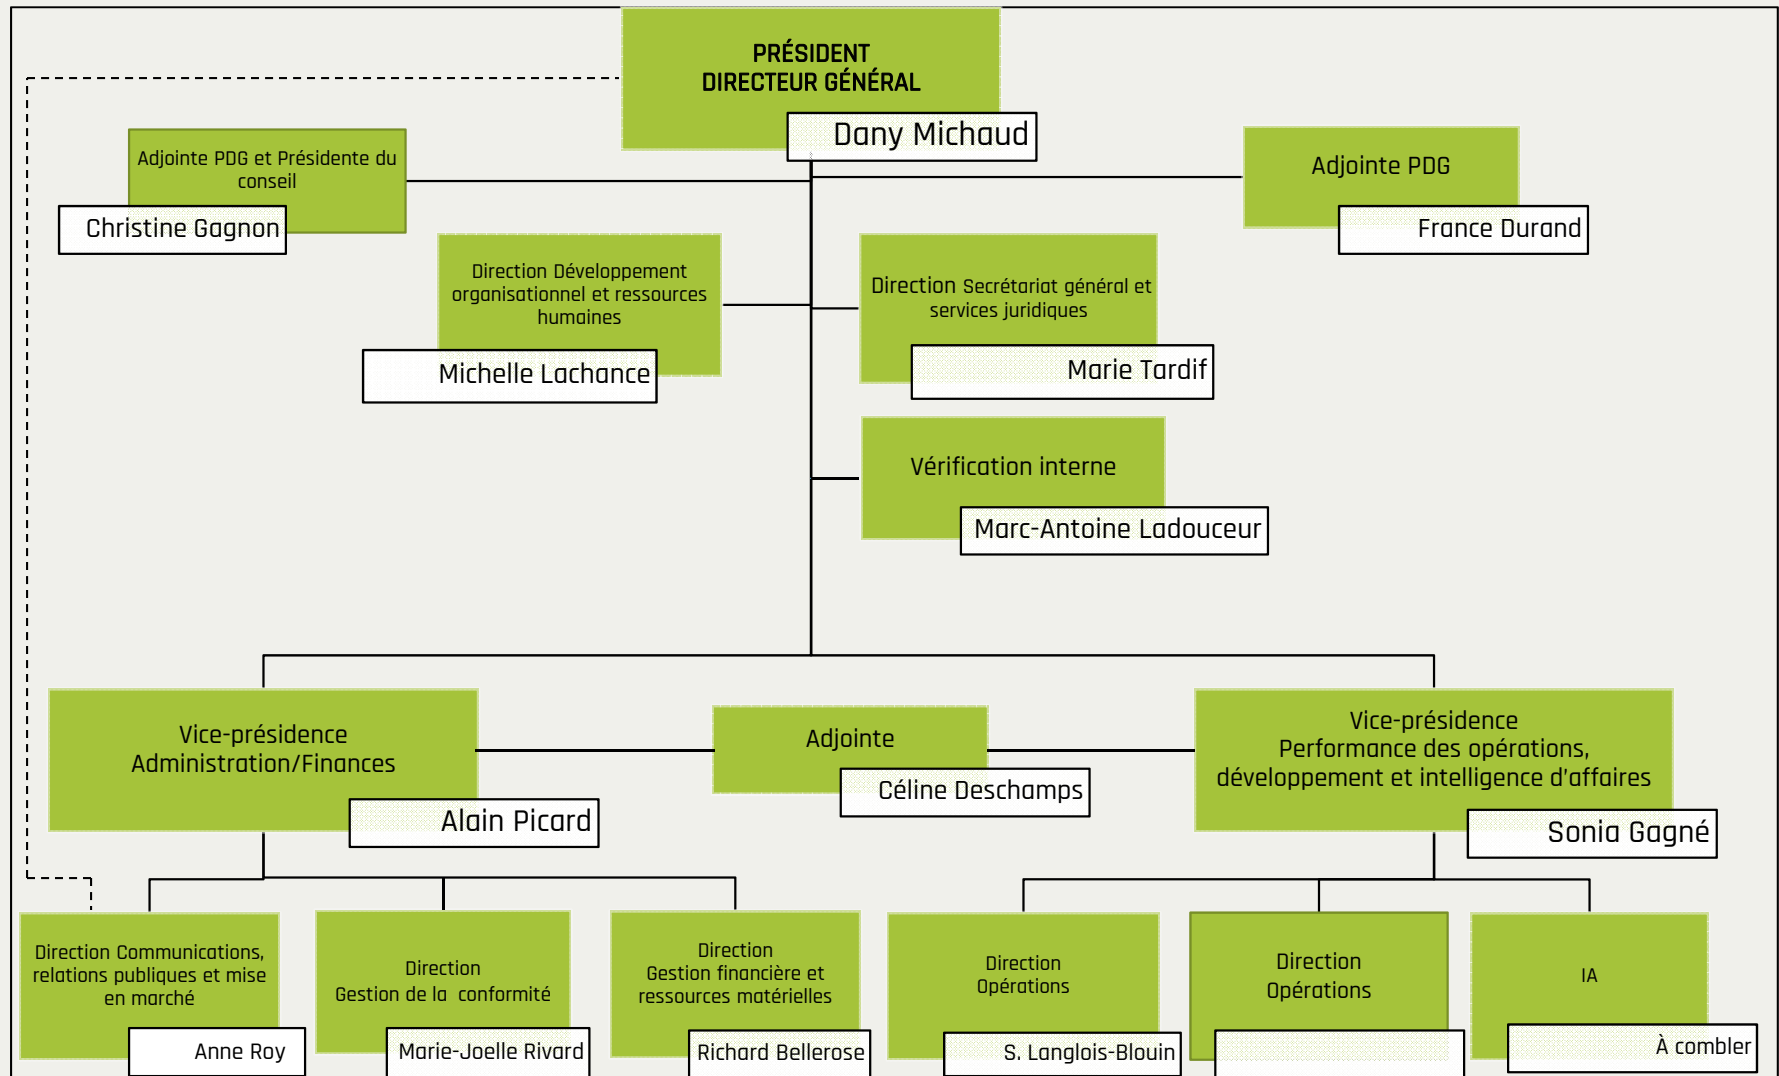 PRÉSIDENT
DIRECTEUR GÉNÉRAL
Dany Michaud
Adjointe PDG et Présidente du
conseil
Christine Gagnon
Adjointe PDG
France Durand
Direction Développement
organisationnel et ressources
humaines
Michelle Lachance
Direction Secrétariat général et
services juridiques
Marie Tardif
Vérification interne
Marc-Antoine Ladouceur
Vice-présidence
Administration/Finances
Alain Picard
Adjointe
Céline Deschamps
Vice-présidence
Performance des opérations,
développement et intelligence d'affaires
Sonia Gagné
Direction Communications,
relations publiques et mise
en marché
Anne Roy
Direction
Gestion de la conformité
Marie-Joelle Rivard
Direction
Gestion financière et
ressources matérielles
Richard Bellerose
Direction
Opérations
S. Langlois-Blouin
Direction
Opérations
IA
À combler